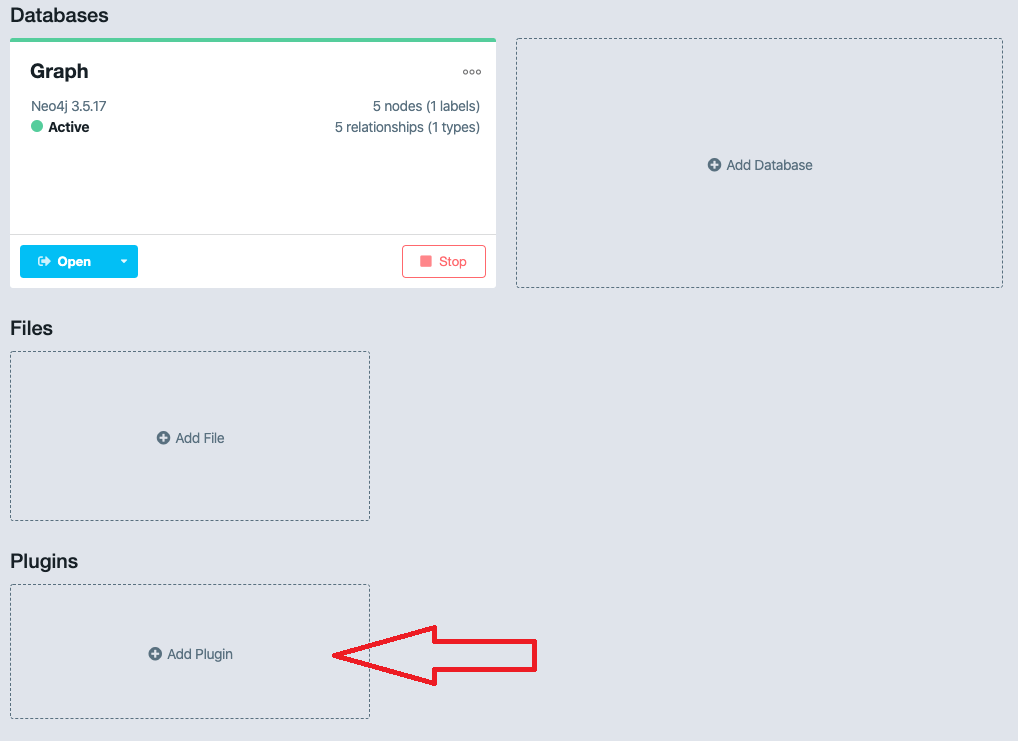 Databases
Graph
Neo4j 3.5.17
5 nodes (1 labels)
Active
5 relationships (1 types)
Open
Stop
Add Database
Files
Add File
Plugins
Add Plugin